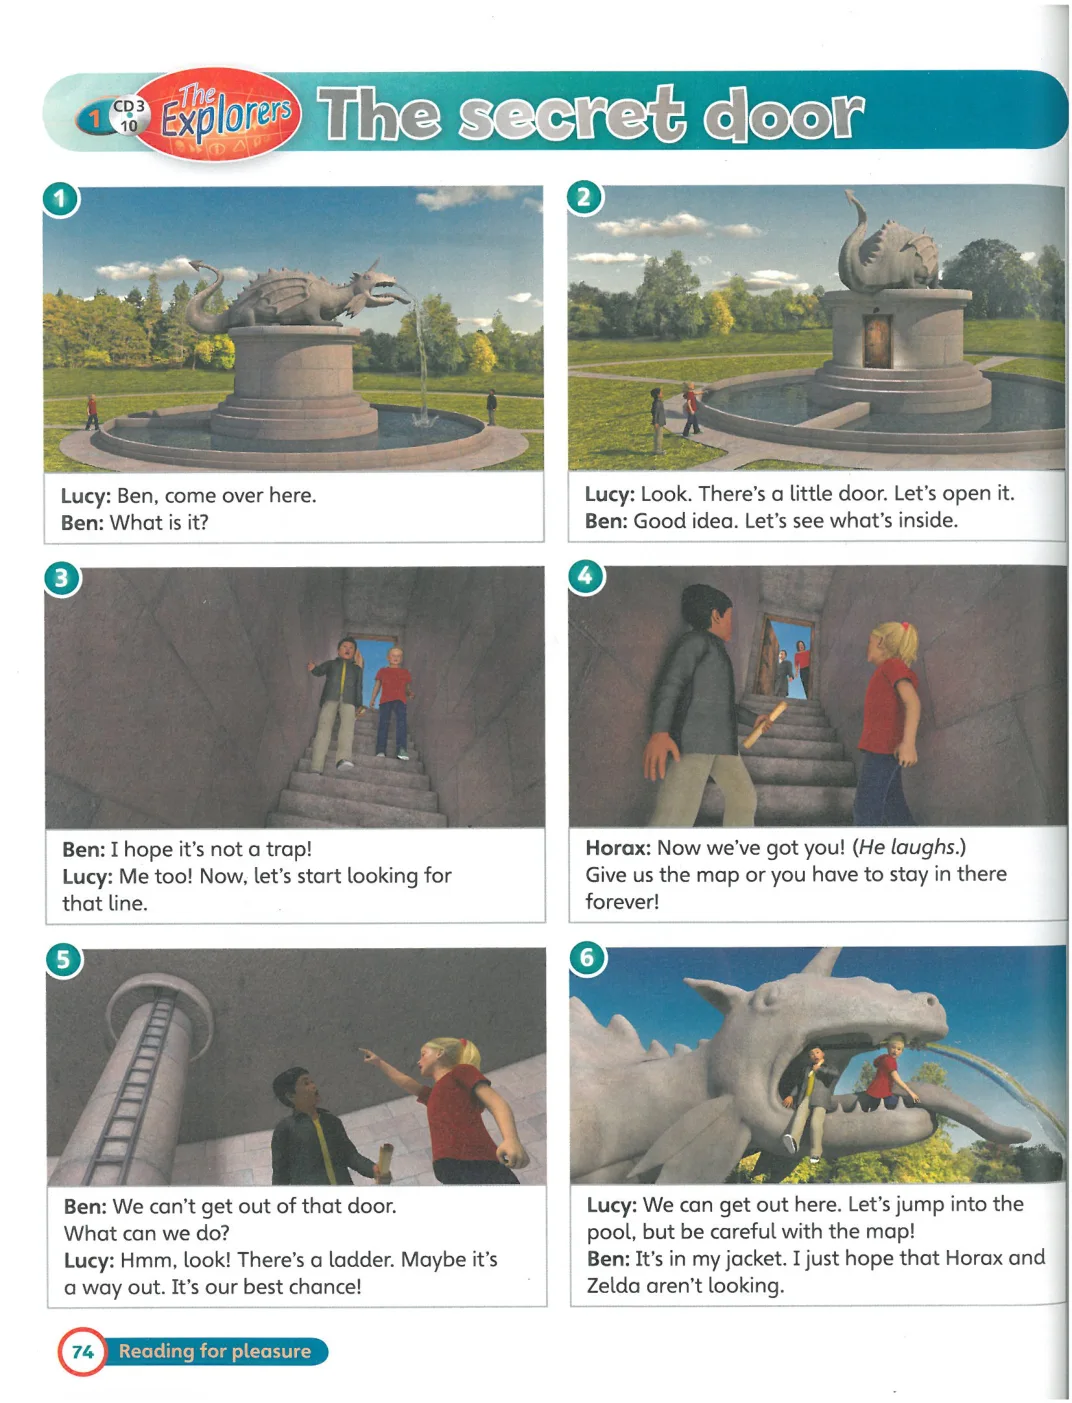 1
CD3
10
The
Explorers
The secret door
1
Lucy: Ben, come over here.
Ben: What is it?
2
Lucy: Look. There's a little door. Let's open it.
Ben: Good idea. Let's see what's inside.
3
Ben: I hope it's not a trap!
Lucy: Me too! Now, let's start looking for
that line.
4
Horax: Now we've got you! (He laughs.)
Give us the map or you have to stay in there
forever!
5
Ben: We can't get out of that door.
What can we do?
Lucy: Hmm, look! There's a ladder. Maybe it's
a way out. It's our best chance!
6
Lucy: We can get out here. Let's jump into the
pool, but be careful with the map!
Ben: It's in my jacket. I just hope that Horax and
Zelda aren't looking.
74
Reading for pleasure